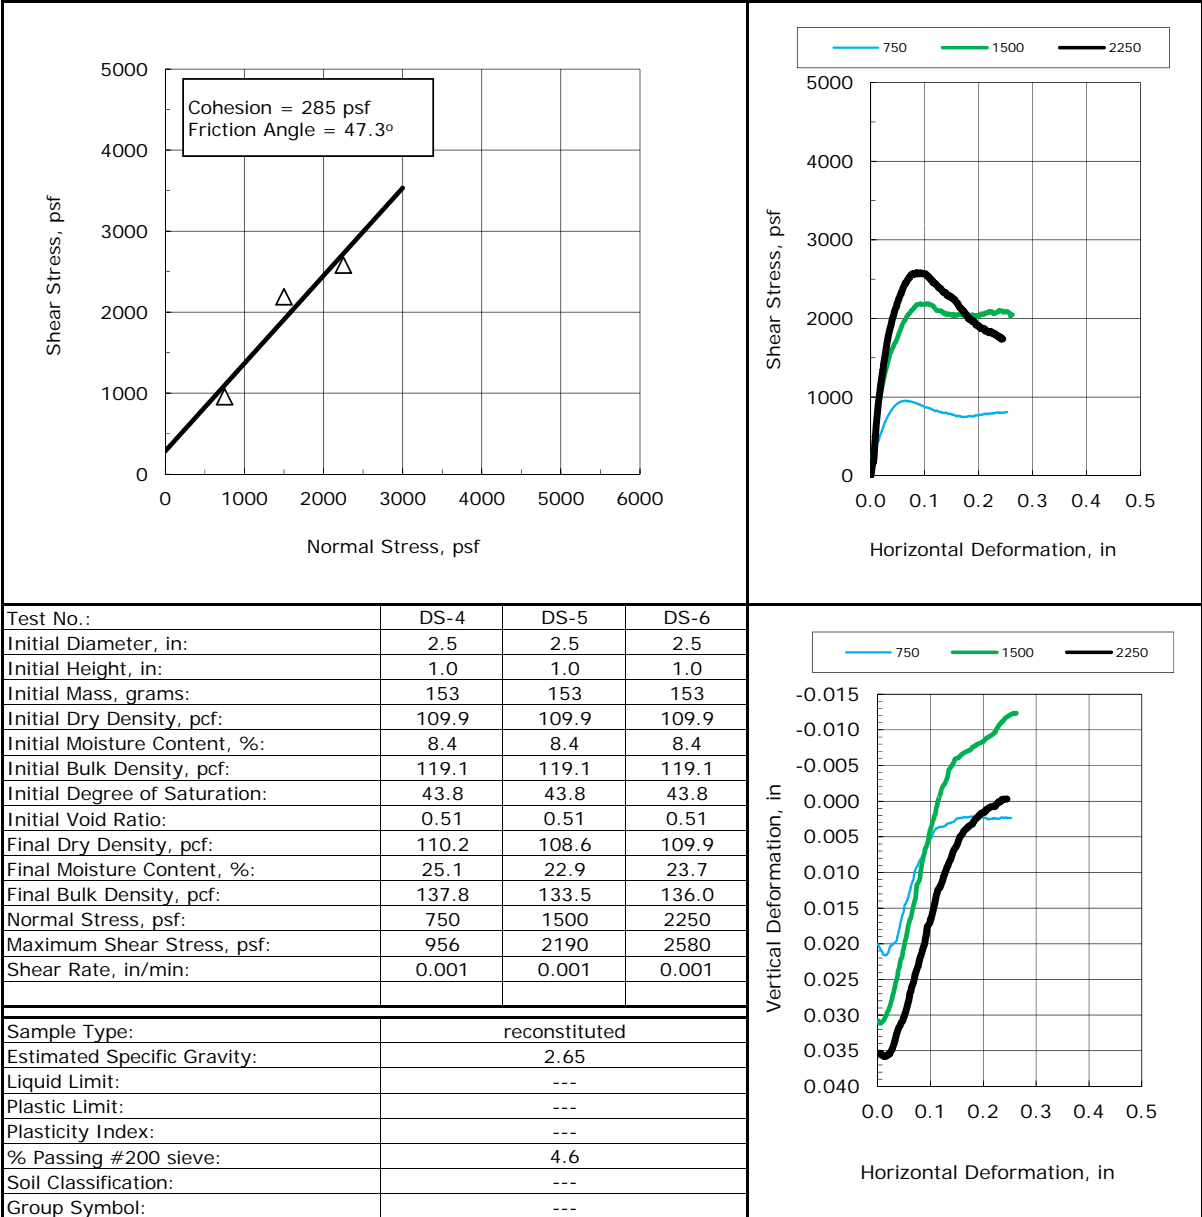 5000
4000
3000
2000
1000
0
Shear Stress, psf
Cohesion = 285 psf
Friction Angle = 47.3º
0 1000 2000 3000 4000 5000 6000
Normal Stress, psf
750 1500 2250
5000
4000
3000
2000
1000
0
Shear Stress, psf
0.0 0.1 0.2 0.3 0.4 0.5
Horizontal Deformation, in
Test No.: DS-4 DS-5 DS-6
Initial Diameter, in: 2.5 2.5 2.5
Initial Height, in: 1.0 1.0 1.0
Initial Mass, grams: 153 153 153
Initial Dry Density, pcf: 109.9 109.9 109.9
Initial Moisture Content, %: 8.4 8.4 8.4
Initial Bulk Density, pcf: 119.1 119.1 119.1
Initial Degree of Saturation: 43.8 43.8 43.8
Initial Void Ratio: 0.51 0.51 0.51
Final Dry Density, pcf: 110.2 108.6 109.9
Final Moisture Content, %: 25.1 22.9 23.7
Final Bulk Density, pcf: 137.8 133.5 136.0
Normal Stress, psf: 750 1500 2250
Maximum Shear Stress, psf: 956 2190 2580
Shear Rate, in/min: 0.001 0.001 0.001
Sample Type: reconstituted
Estimated Specific Gravity: 2.65
Liquid Limit: ---
Plastic Limit: ---
Plasticity Index: ---
% Passing #200 sieve: 4.6
Soil Classification: ---
Group Symbol: ---
750 1500 2250
-0.015
-0.010
-0.005
0.000
0.005
0.010
0.015
0.020
0.025
0.030
0.035
0.040
Vertical Deformation, in
0.0 0.1 0.2 0.3 0.4 0.5
Horizontal Deformation, in